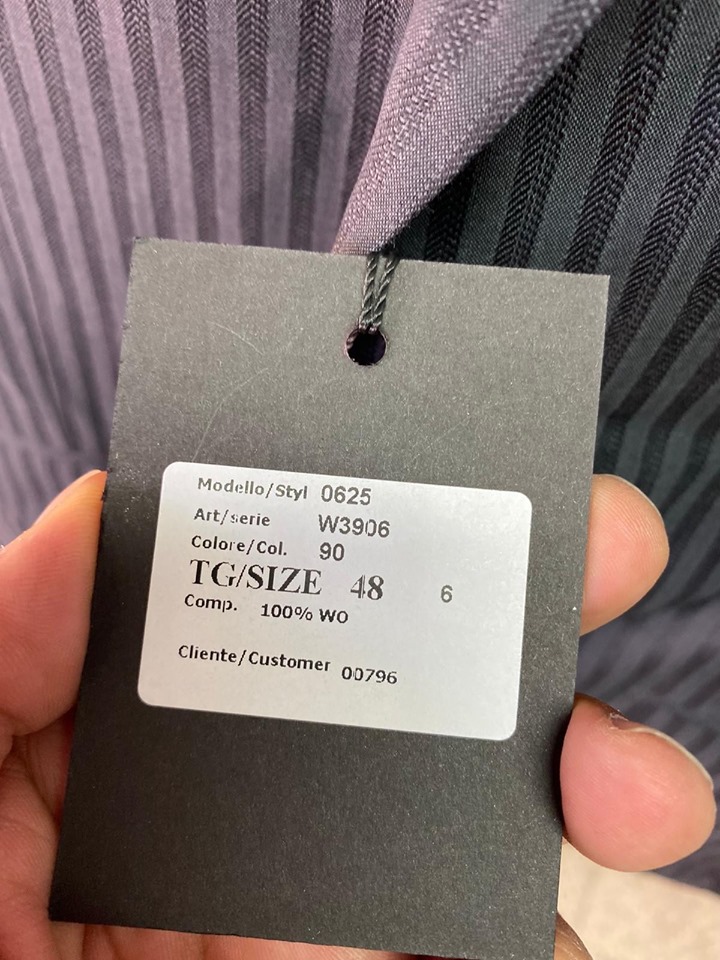 Modello/Styl 0625
Art/serie W3906
Colore/Col. 90
TG/SIZE 48 6
Comp. 100% WO
Cliente/Customer 00796